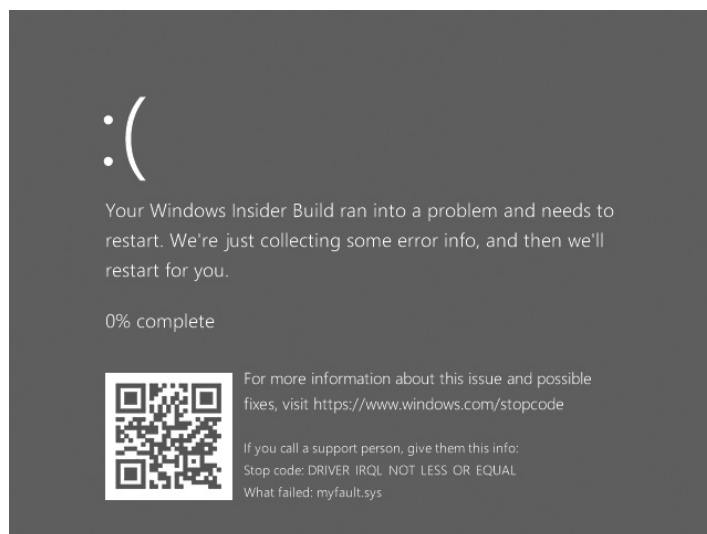 :(
Your Windows Insider Build ran into a problem and needs to
restart. We're just collecting some error info, and then we'll
restart for you.
0% complete
For more information about this issue and possible
fixes, visit https://www.windows.com/stopcode
If you call a support person, give them this info:
Stop code: DRIVER IRQL NOT LESS OR EQUAL
What failed: myfault.sys